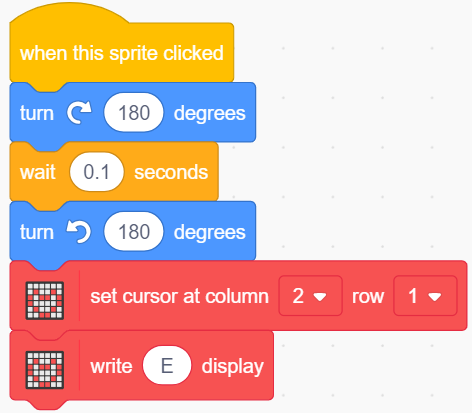 when this sprite clicked
turn 180 degrees
wait 0.1 seconds
turn 180 degrees
set cursor at column 2 row 1
write E display